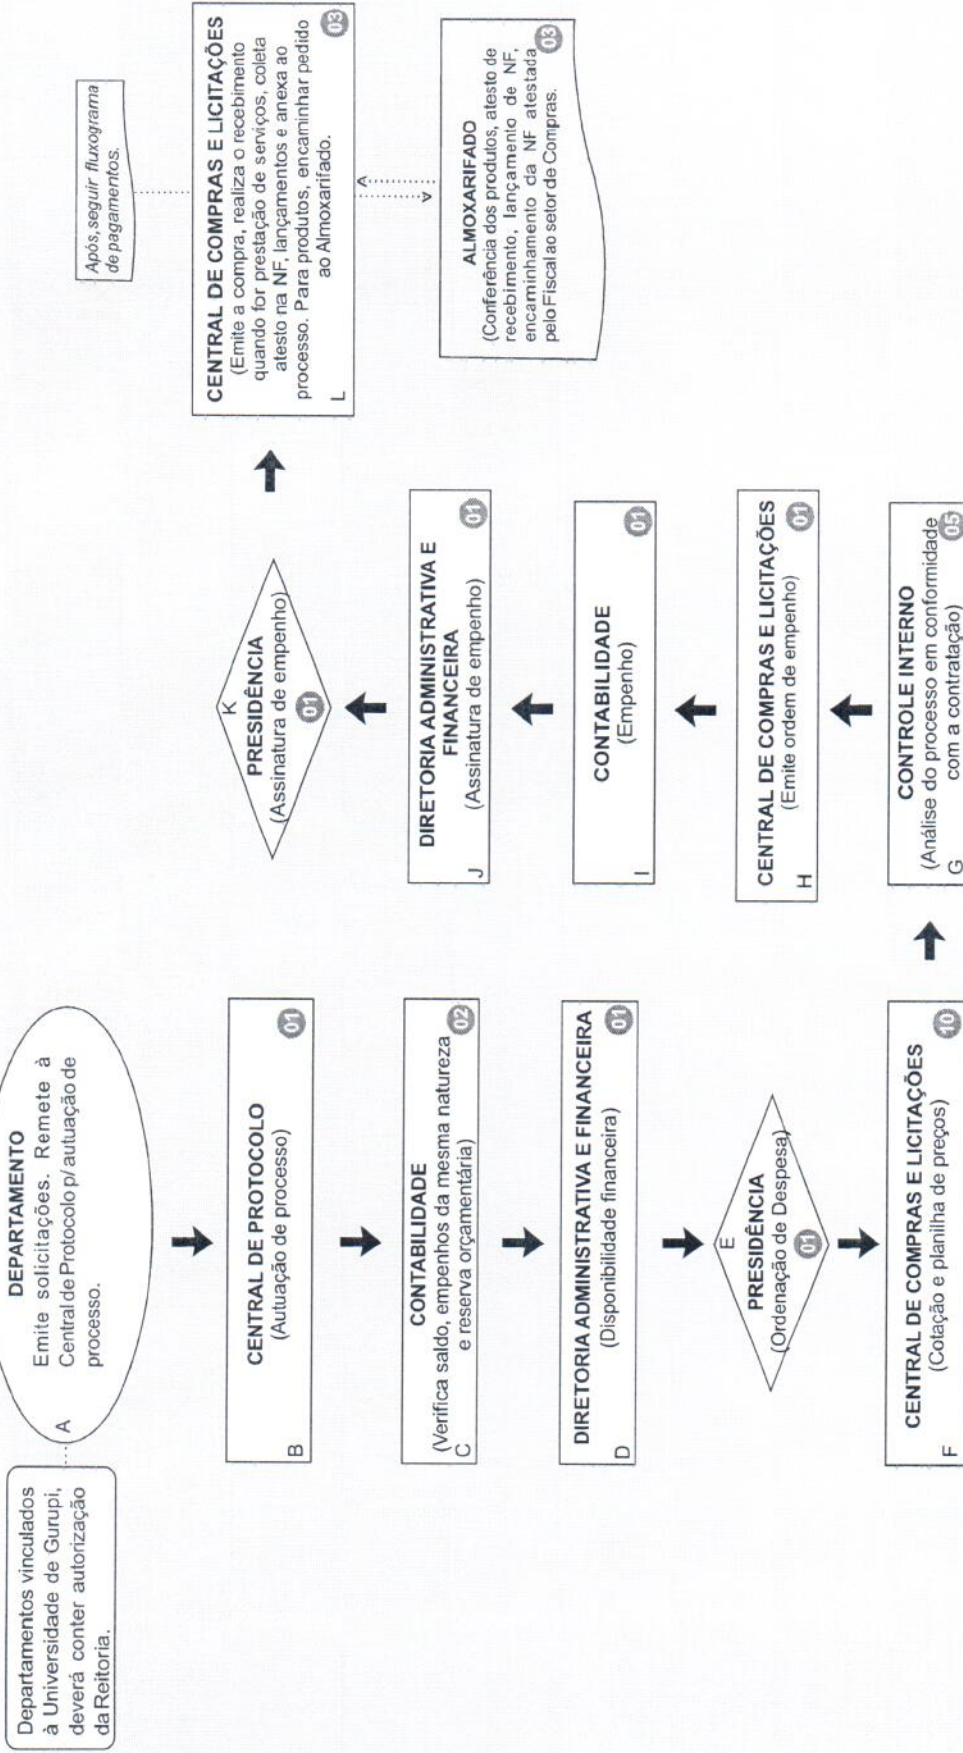 Departamentos vinculados
à Universidade de Gurupi,
deverá conter autorização
da Reitoria.
DEPARTAMENTO
Emite solicitações. Remete à
Central de Protocolo p/ autuação de
processo.
A
CENTRAL DE PROTOCOLO
(Autuação de processo)
B
01
CONTABILIDADE
(Verifica saldo, empenhos da mesma natureza
e reserva orçamentária)
C
02
DIRETORIA ADMINISTRATIVA E FINANCEIRA
(Disponibilidade financeira)
D
01
E
PRESIDÊNCIA
(Ordenação de Despesa)
01
CENTRAL DE COMPRAS E LICITAÇÕES
(Cotação e planilha de preços)
F
10
CONTROLE INTERNO
(Análise do processo em conformidade
com a contratação)
G
05
CENTRAL DE COMPRAS E LICITAÇÕES
(Emite ordem de empenho)
H
01
CONTABILIDADE
(Empenho)
I
01
DIRETORIA ADMINISTRATIVA E
FINANCEIRA
(Assinatura de empenho)
J
01
K
PRESIDÊNCIA
(Assinatura de empenho)
01
CENTRAL DE COMPRAS E LICITAÇÕES
(Emite a compra, realiza o recebimento
quando for prestação de serviços, coleta
atesto na NF, lançamentos e anexa ao
processo. Para produtos, encaminhar pedido
ao Almoxarifado.
L
03
Após, seguir fluxograma
de pagamentos.
ALMOXARIFADO
(Conferência dos produtos, atesto de
recebimento, lançamento de NF,
encaminhamento da NF atestada
pelo Fiscal ao setor de Compras.
03